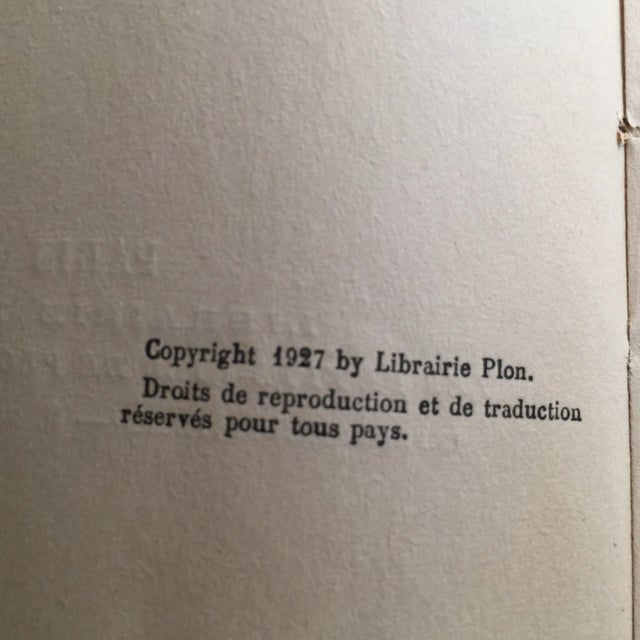 Copyright 1927 by Librairie Plon.
Droits de reproduction et de traduction
réservés pour tous pays.